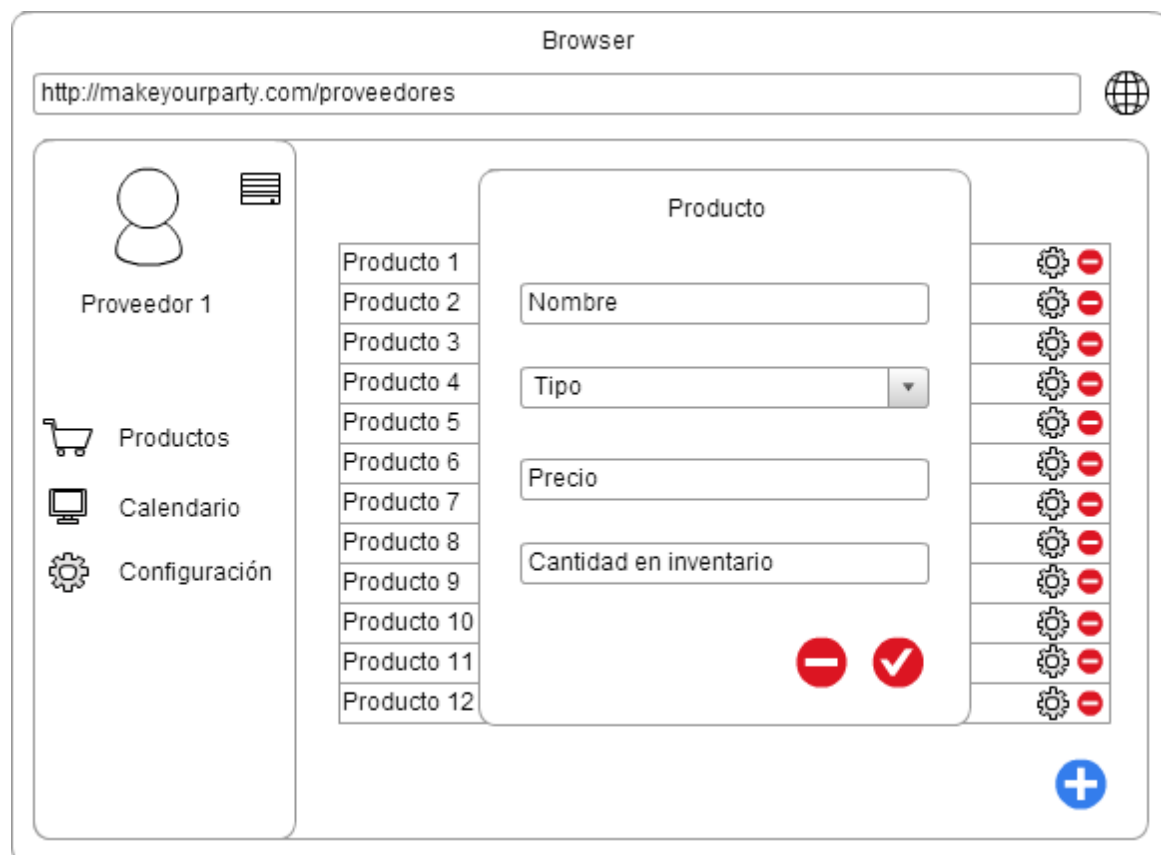 Browser
http://makeyourparty.com/proveedores
Proveedor 1
Productos
Calendario
Configuración
Producto 1
Producto 2
Producto 3
Producto 4
Producto 5
Producto 6
Producto 7
Producto 8
Producto 9
Producto 10
Producto 11
Producto 12
Producto
Nombre
Tipo
Precio
Cantidad en inventario